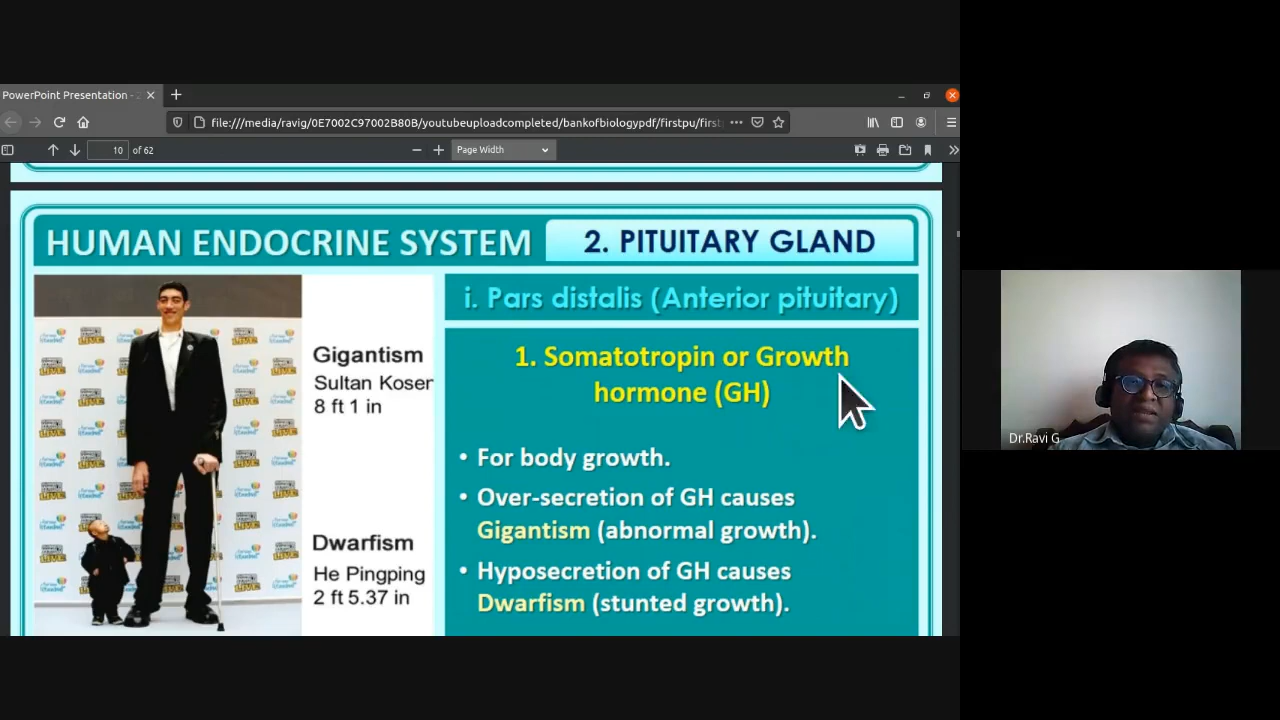 PowerPoint Presentation - 2
file:///media/ravig/0E7002C97002B80B/youtubeuploadcompleted/bankofbiologypdf/firstpu/first
10 of 62
Page Width
HUMAN ENDOCRINE SYSTEM
2. PITUITARY GLAND
Gigantism
Sultan Kosen
8 ft 1 in
Dwarfism
He Pingping
2 ft 5.37 in
i. Pars distalis (Anterior pituitary)
1. Somatotropin or Growth
hormone (GH)
• For body growth.
• Over-secretion of GH causes
Gigantism (abnormal growth).
• Hyposecretion of GH causes
Dwarfism (stunted growth).
Dr.Ravi G